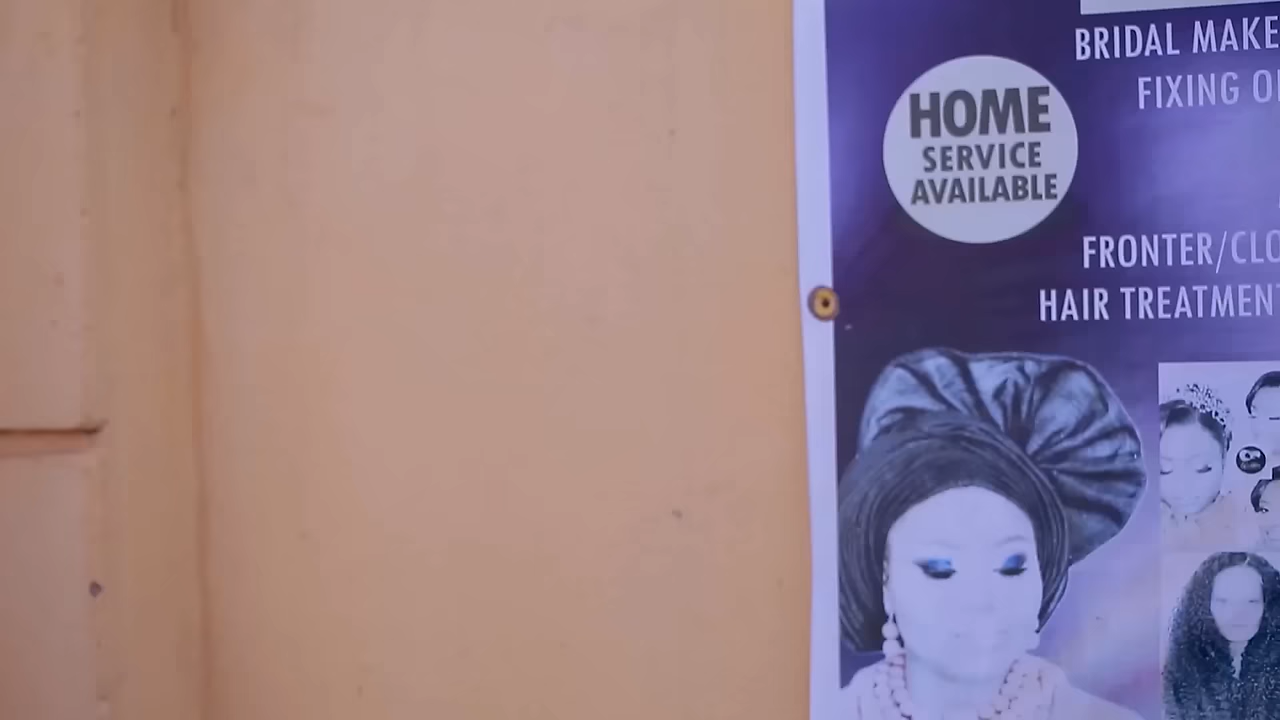 BRIDAL MAKE
FIXING O
HOME
SERVICE
AVAILABLE
FRONTER/CLO
HAIR TREATMEN